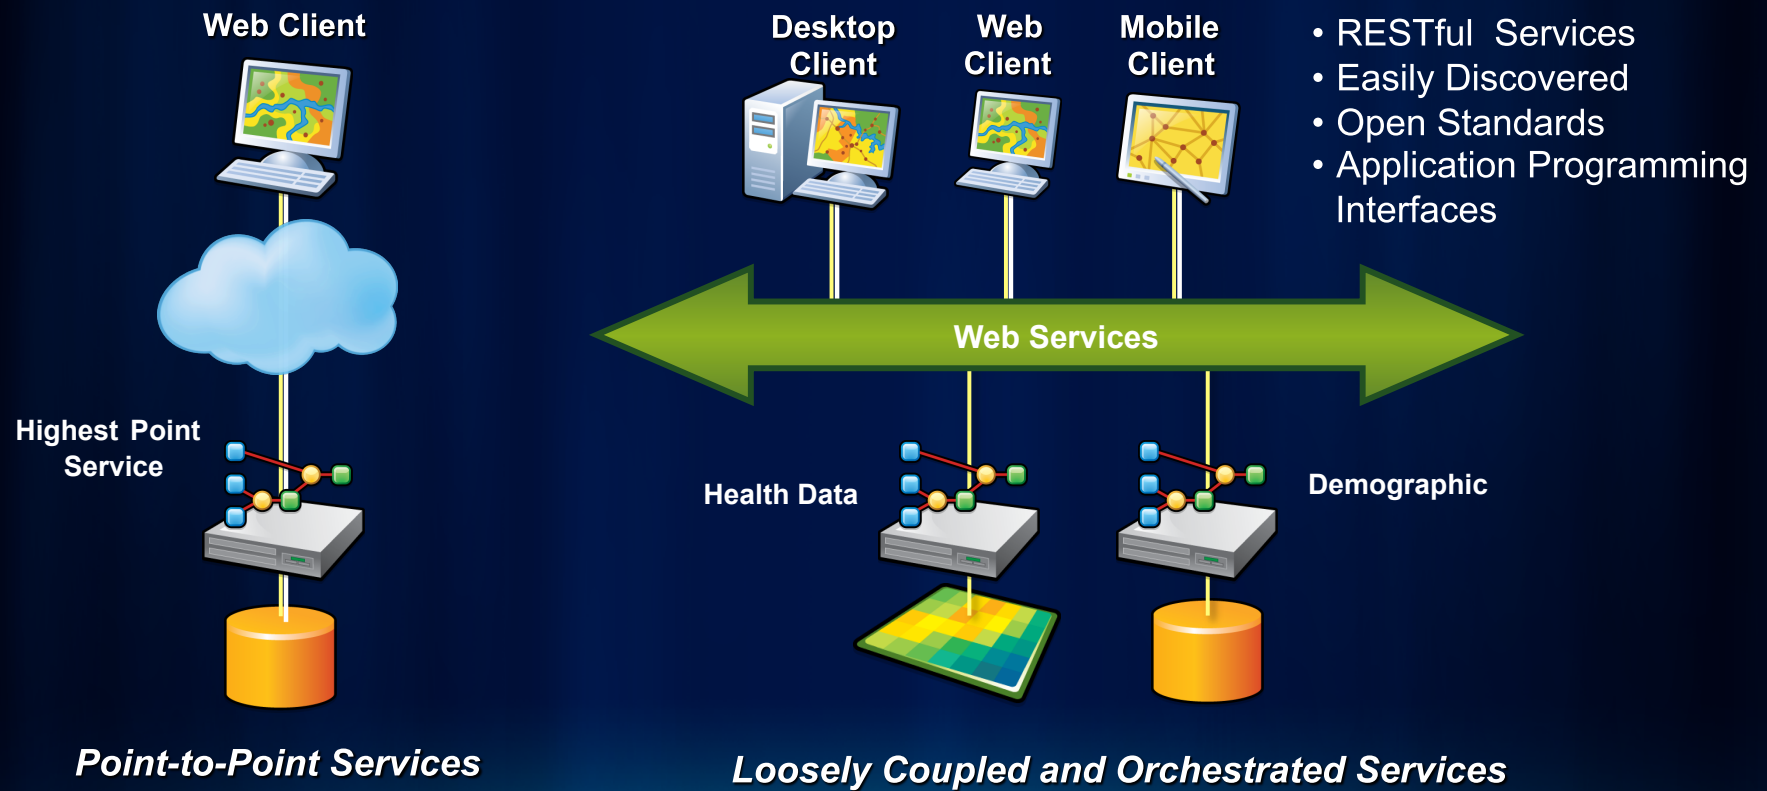 Web Client
Highest Point
Service
Point-to-Point Services
Desktop
Client
Web
Client
Mobile
Client
• RESTful Services
• Easily Discovered
• Open Standards
• Application Programming
Interfaces
Web Services
Health Data
Demographic
Loosely Coupled and Orchestrated Services